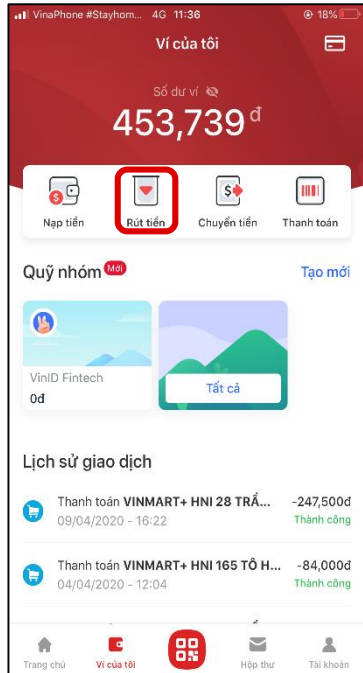 VinaPhone #Stayhom... 4G 11:36 18%
Ví của tôi
Số dư ví
453,739 đ
Nạp tiền Rút tiền Chuyển tiền Thanh toán
Quỹ nhóm Mới Tạo mới
VinID Fintech
0đ
Tất cả
Lịch sử giao dịch
Thanh toán VINMART+ HNI 28 TRẦ... -247,500đ
09/04/2020 - 16:22 Thành công
Thanh toán VINMART+ HNI 165 TÔ H... -84,000đ
04/04/2020 - 12:04 Thành công
Trang chủ Ví của tôi Hộp thư Tài khoản